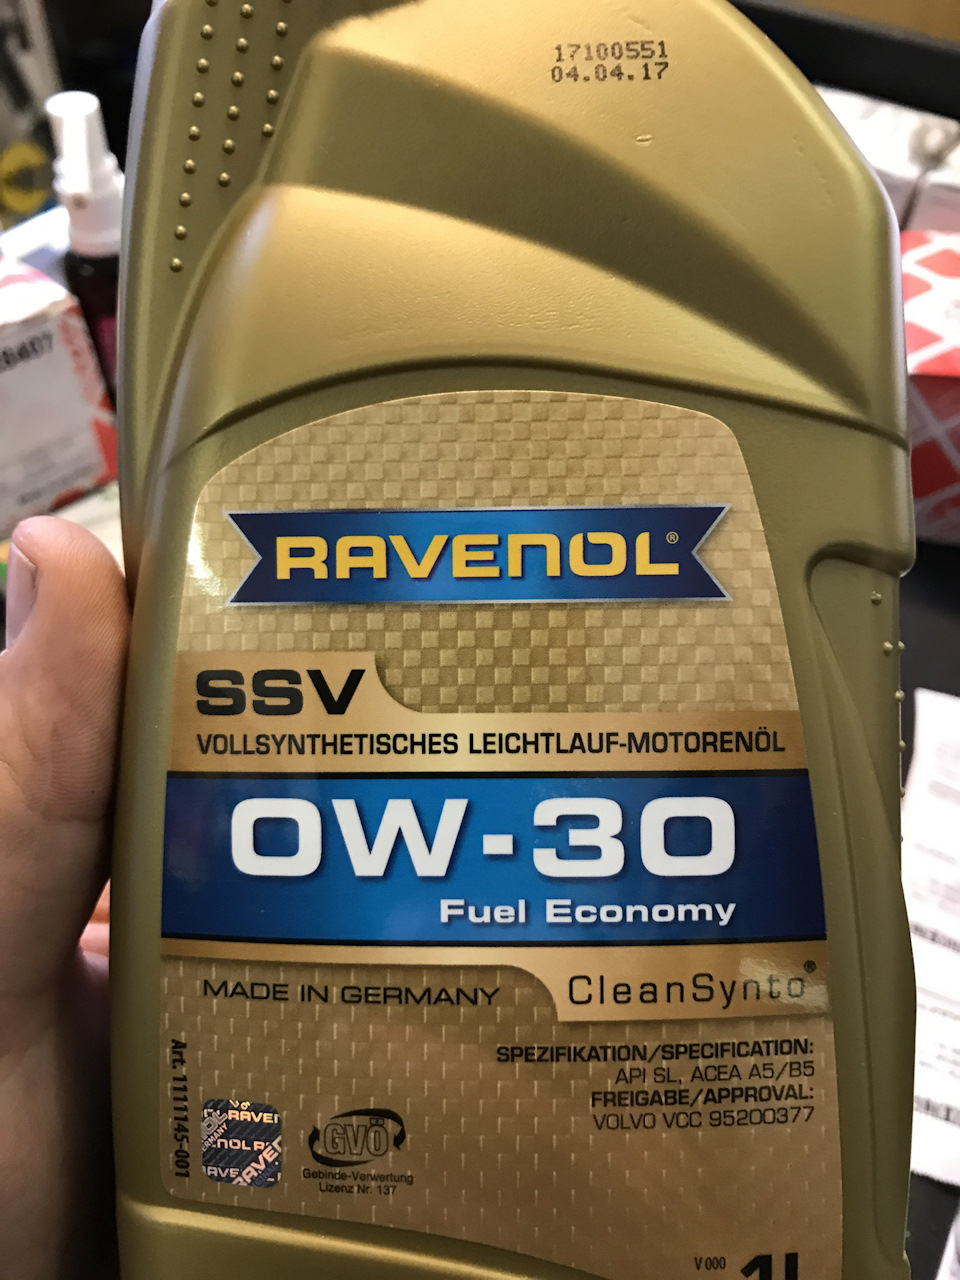 17100551
04.04.17
RAVENOL®
SSV
VOLLSYNTHETISCHES LEICHTLAUF-MOTORENÖL
0W-30
Fuel Economy
MADE IN GERMANY
CleanSynto®
SPEZIFIKATION/SPECIFICATION:
API SL, ACEA A5/B5
FREIGABE/APPROVAL:
VOLVO VCC 95200377
Art. 1111145-001
GVÖ
Gebinde-Verwertung
Lizenz Nr. 137
V 000
1L